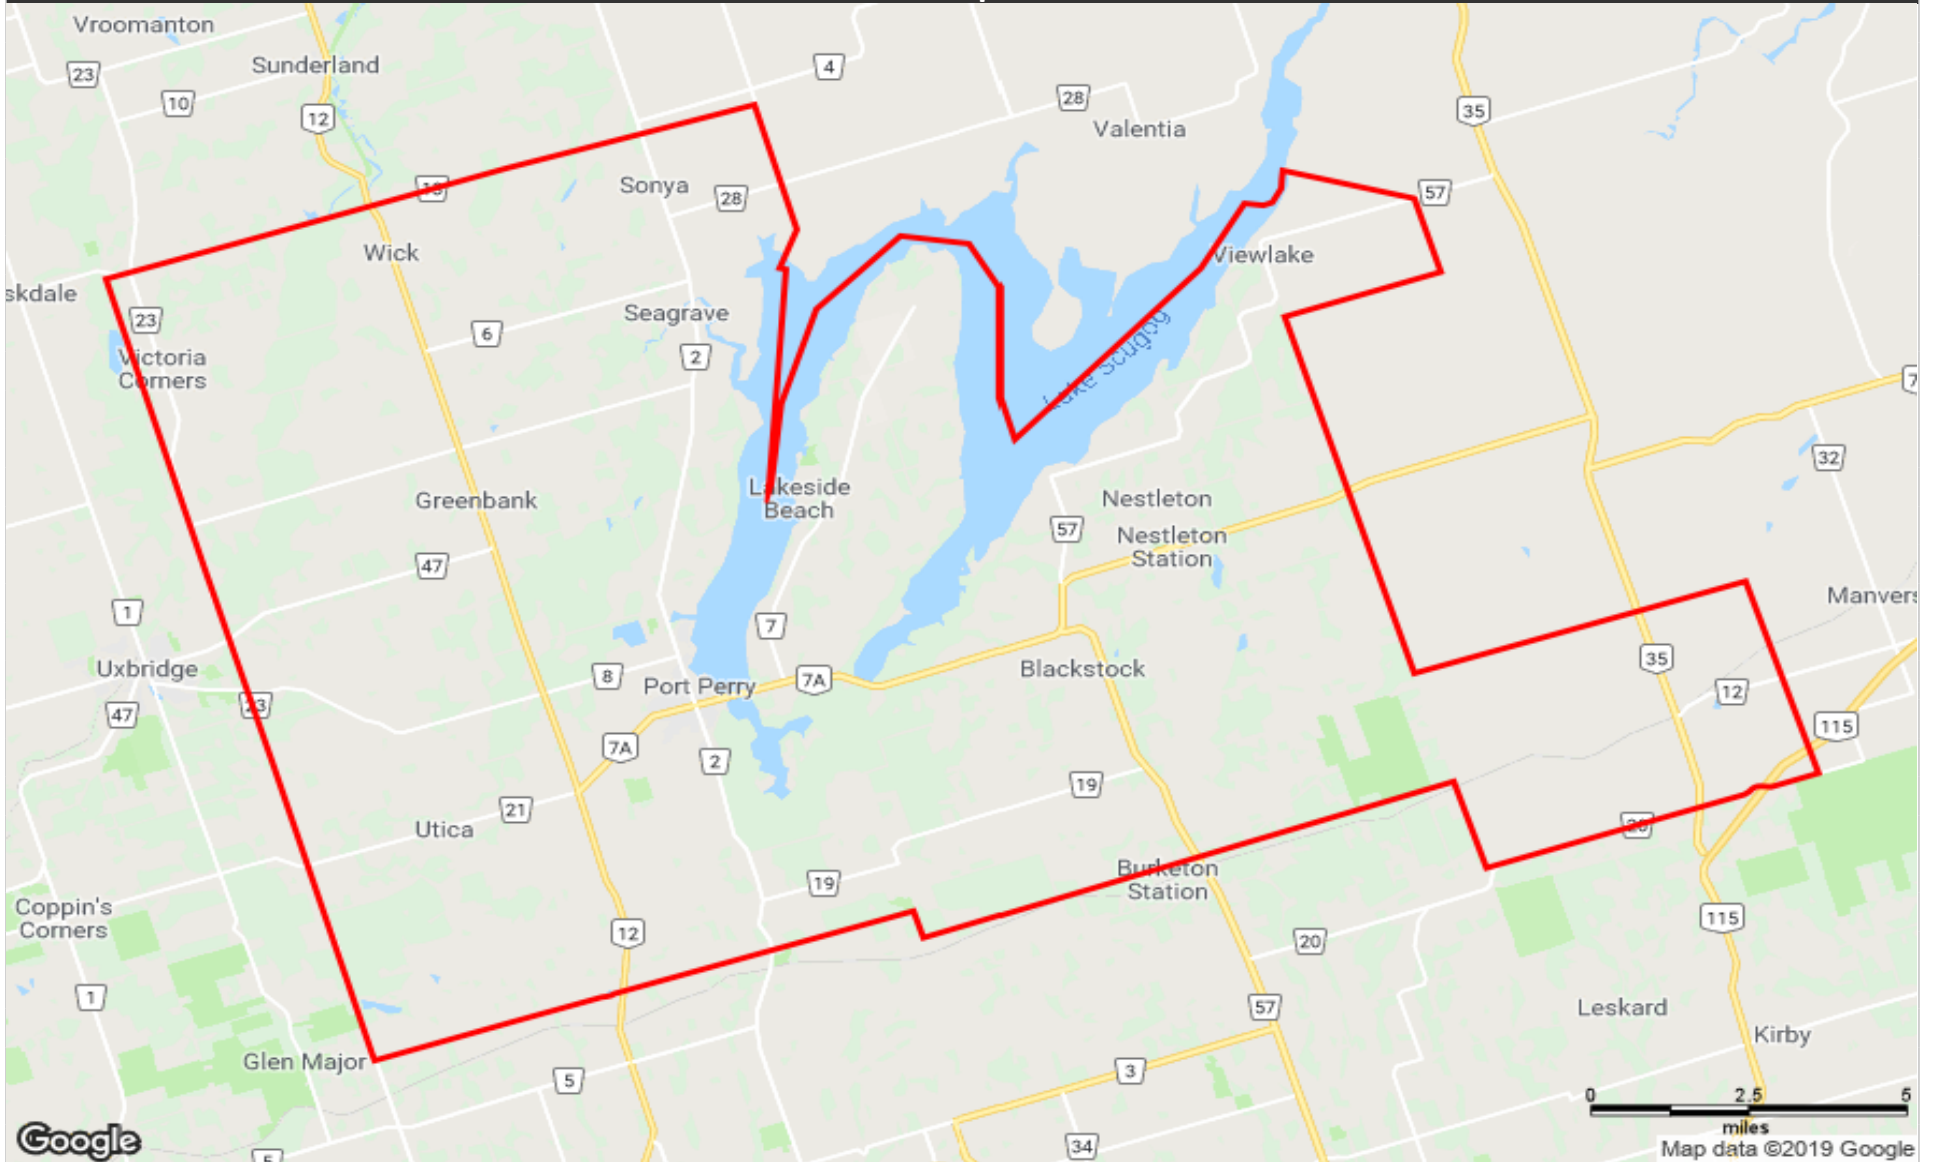 Vroomanton
Sunderland
23
10
12
4
28
Valentia
35
Sonya
28
57
Wick
Viewlake
skdale
23
Seagrave
6
2
Victoria
Corners
Lake Scugog
7
32
Greenbank
Lakeside
Beach
Nestleton
57
Nestleton
Station
47
1
7
Manvers
Uxbridge
8
Port Perry
7A
Blackstock
35
12
23
47
7A
2
115
19
21
Utica
20
19
Burketon
Station
Coppin's
Corners
12
20
115
1
57
Leskard
Kirby
Glen Major
5
3
34
5
Google
0 2.5 5
miles
Map data ©2019 Google